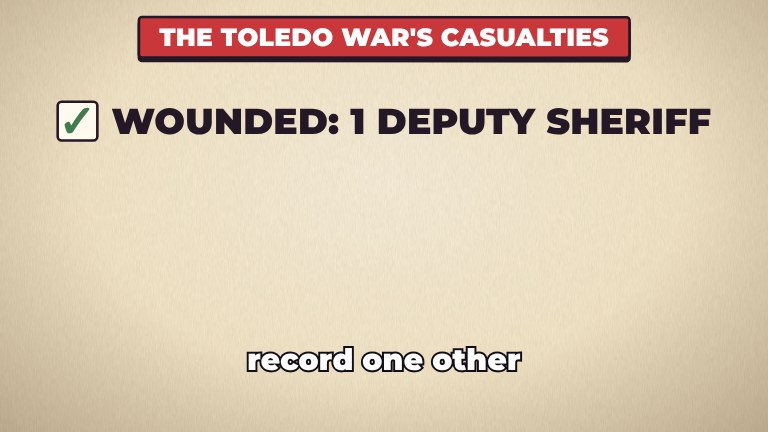 THE TOLEDO WAR'S CASUALTIES
✓ WOUNDED: 1 DEPUTY SHERIFF
record one other